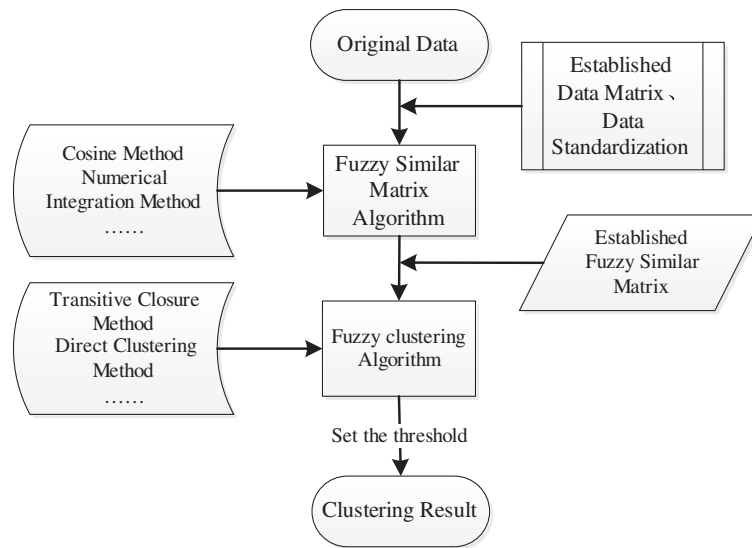 Original Data
Established
Data Matrix、
Data
Standardization
Cosine Method
Numerical
Integration Method
……
Fuzzy Similar
Matrix
Algorithm
Established
Fuzzy Similar
Matrix
Transitive Closure
Method
Direct Clustering
Method
……
Fuzzy clustering
Algorithm
Set the threshold
Clustering Result